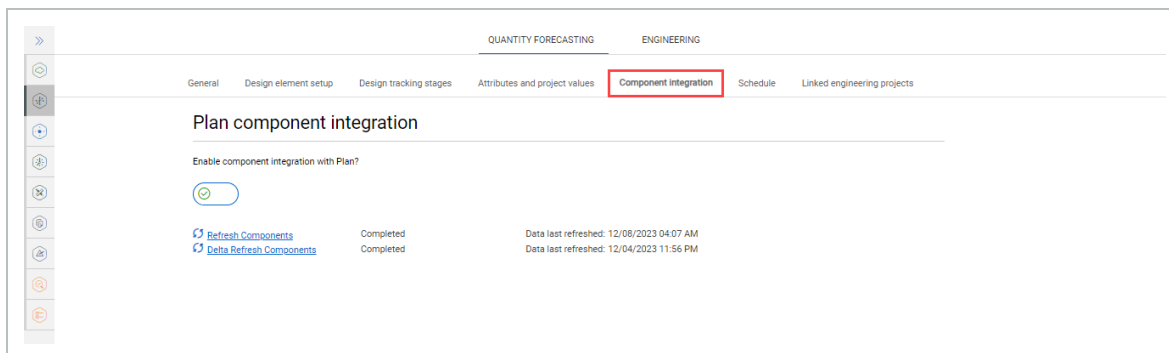 QUANTITY FORECASTING ENGINEERING
General Design element setup Design tracking stages Attributes and project values Component integration Schedule Linked engineering projects
Plan component integration
Enable component integration with Plan?
Refresh Components Completed Data last refreshed: 12/08/2023 04:07 AM
Delta Refresh Components Completed Data last refreshed: 12/04/2023 11:56 PM